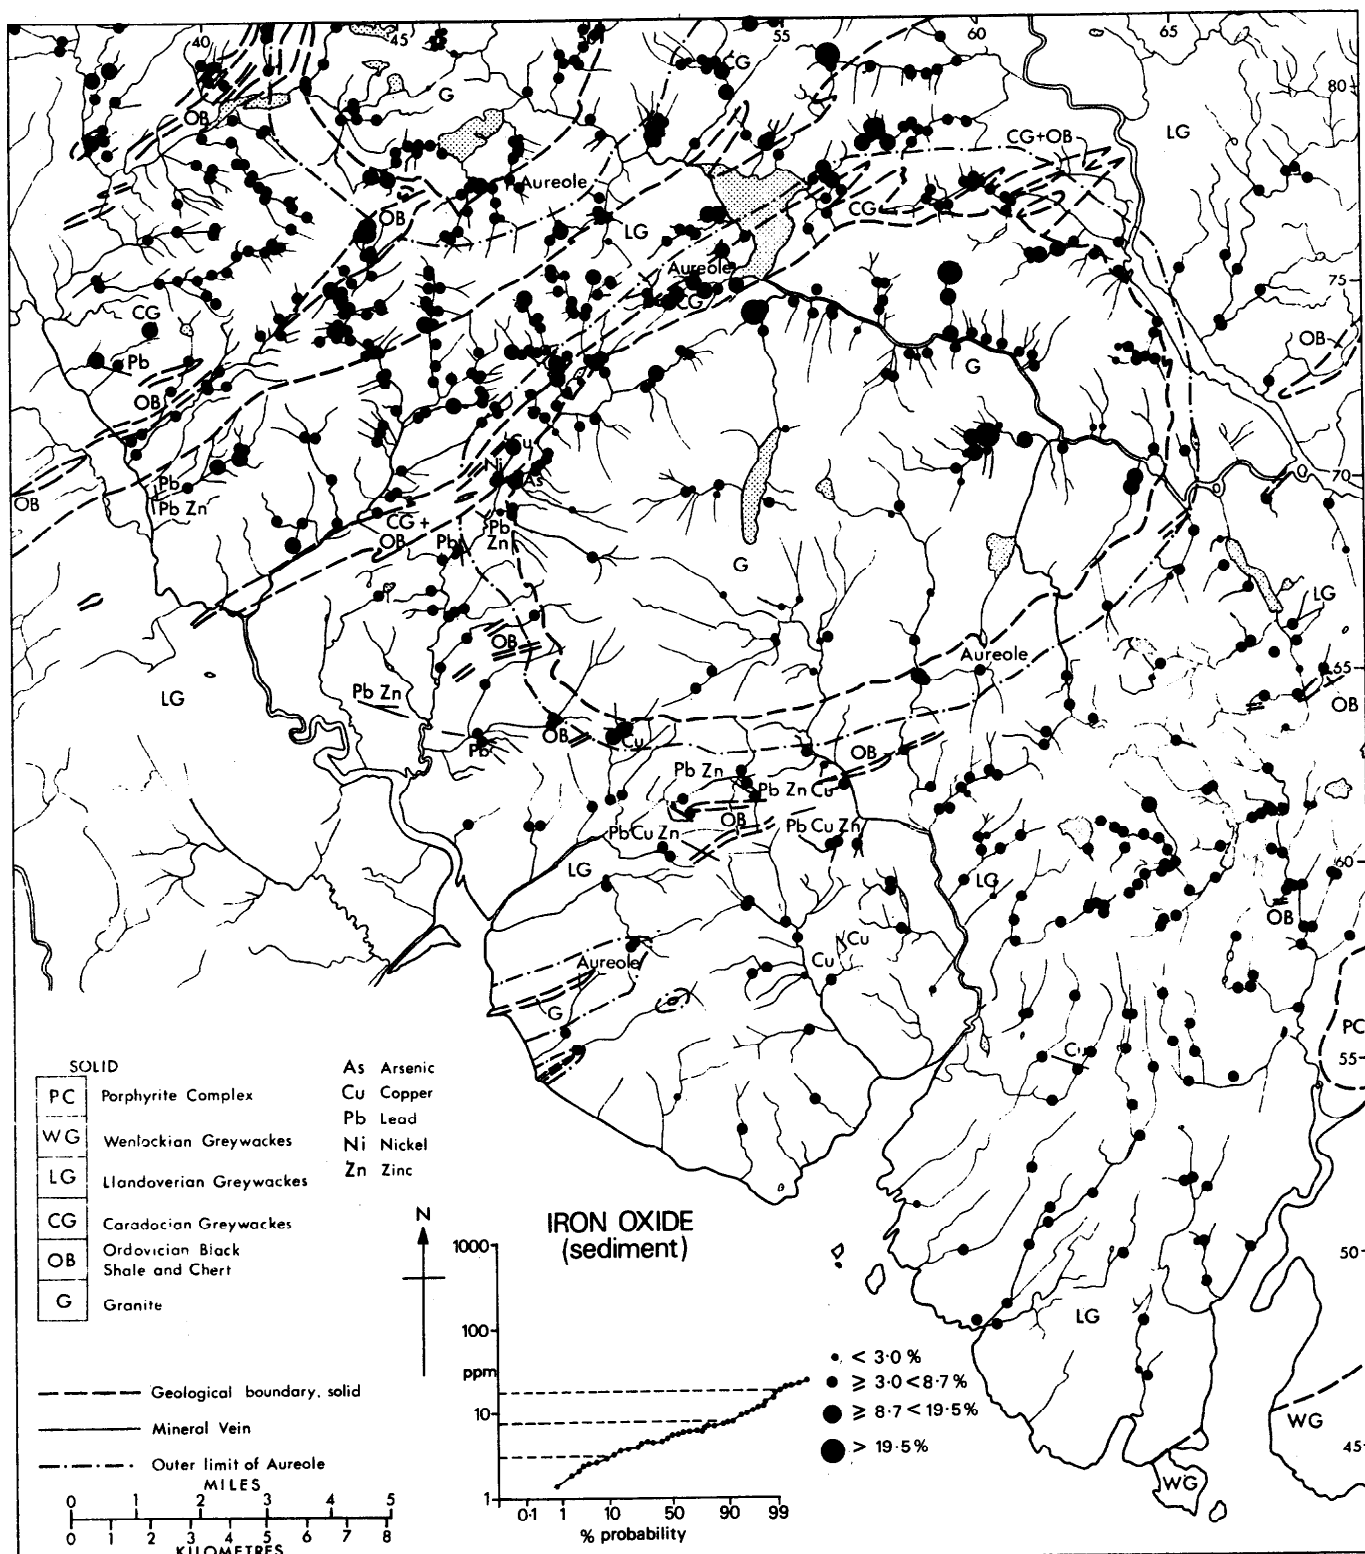 40
45
55
60
65
CG
G
80
OB
LG
CG+OB
Aureole
OB
CG
LG
Aureole
75
CG
CG
OB
Pb
G
OB
Cu
Ni
As
70
Pb
OB
Pb Zn
CG +
OB
Pb
Zn
Pb
G
LG
OB
Aureole
65
LG
Pb Zn
OB
OB
Cu
Pb
OB
Pb Zn
Pb Zn Cu
OB
Pb Cu Zn
Pb Cu Zn
60
LG
LG
OB
Cu
Cu
Aureole
G
PC
Cu
55
SOLID
PC Porphyrite Complex
WG Wenlockian Greywackes
LG Llandoverian Greywackes
CG Caradocian Greywackes
OB Ordovician Black
Shale and Chert
G Granite
As Arsenic
Cu Copper
Pb Lead
Ni Nickel
Zn Zinc
N
IRON OXIDE
(sediment)
1000
100
ppm
10
1
0·1 1 10 50 90 99
% probability
< 3·0 %
≥ 3·0 < 8·7 %
≥ 8·7 < 19·5 %
> 19·5 %
50
LG
WG
45
WG
Geological boundary, solid
Mineral Vein
Outer limit of Aureole
MILES
0 1 2 3 4 5
0 1 2 3 4 5 6 7 8
KILOMETRES